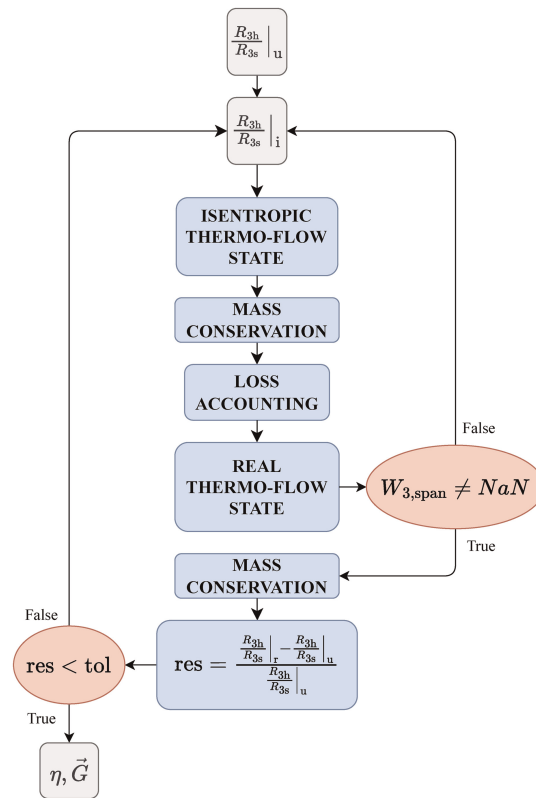 R₃ₕ/R₃ₛ |ᵤ
R₃ₕ/R₃ₛ |ᵢ
ISENTROPIC
THERMO-FLOW
STATE
MASS
CONSERVATION
LOSS
ACCOUNTING
REAL
THERMO-FLOW
STATE
False
W₃,span ≠ NaN
True
MASS
CONSERVATION
False
res < tol
res = (R₃ₕ/R₃ₛ |ᵣ − R₃ₕ/R₃ₛ |ᵤ) / (R₃ₕ/R₃ₛ |ᵤ)
True
η, G⃗